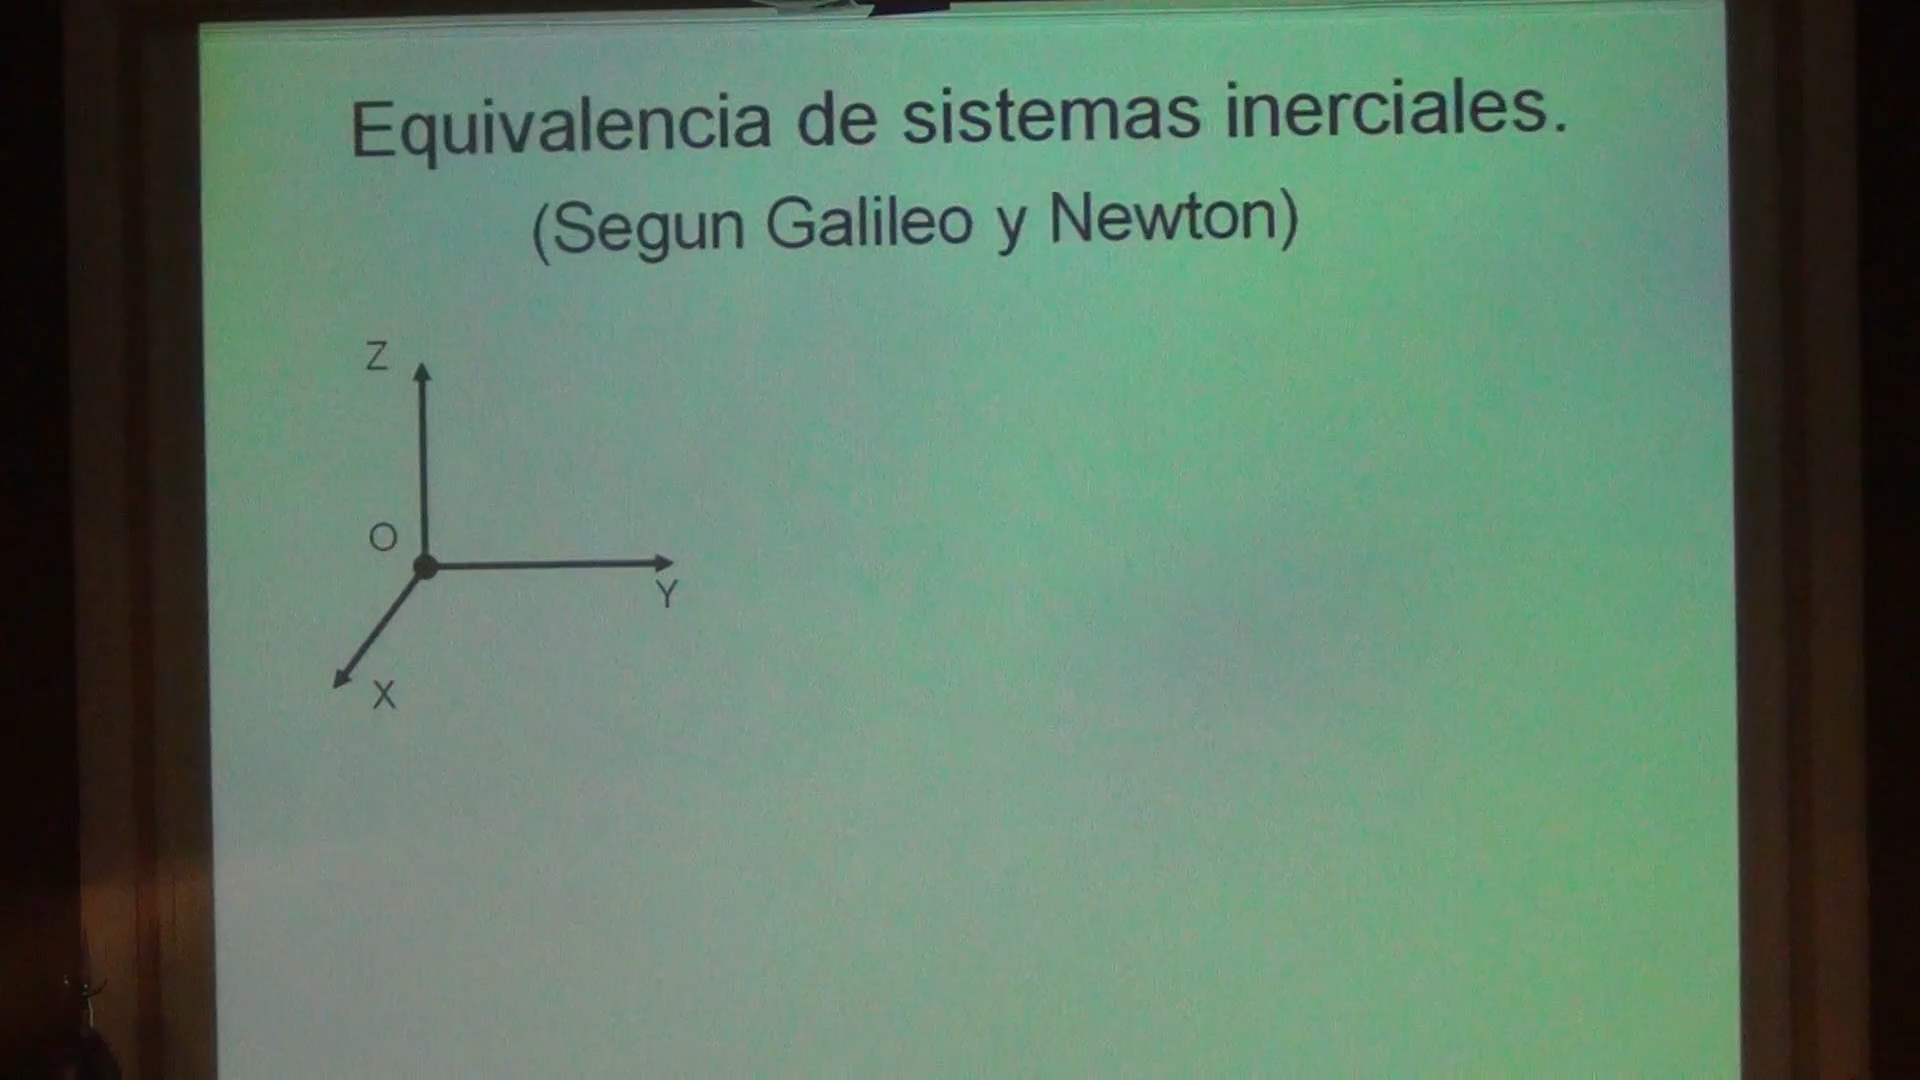 Equivalencia de sistemas inerciales.
(Segun Galileo y Newton)
Z
O
Y
X